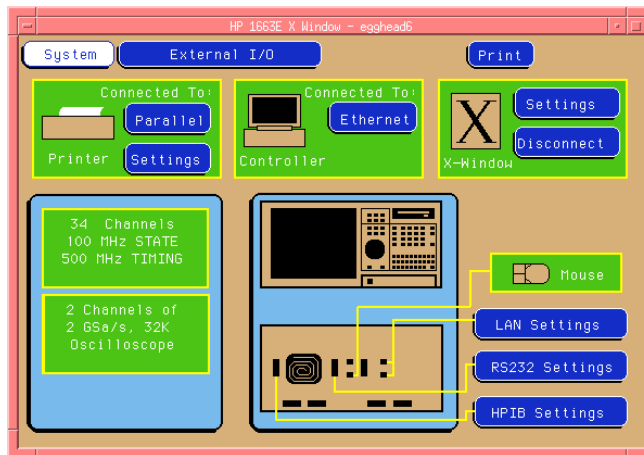 HP 1663E X Window - egghead6
System
External I/O
Print
Connected To:
Parallel
Printer
Settings
Connected To:
Ethernet
Controller
X
X-Window
Settings
Disconnect
34 Channels
100 MHz STATE
500 MHz TIMING
2 Channels of
2 GSa/s, 32K
Oscilloscope
Mouse
LAN Settings
RS232 Settings
HPIB Settings